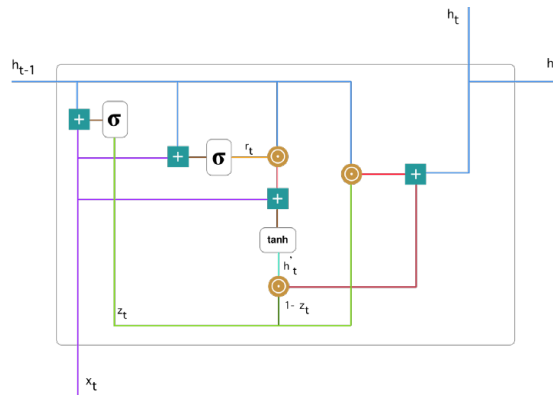 h_t
h_{t-1}
h
+
σ
+
σ
r_t
+
+
tanh
h'_t
z_t
1- z_t
x_t